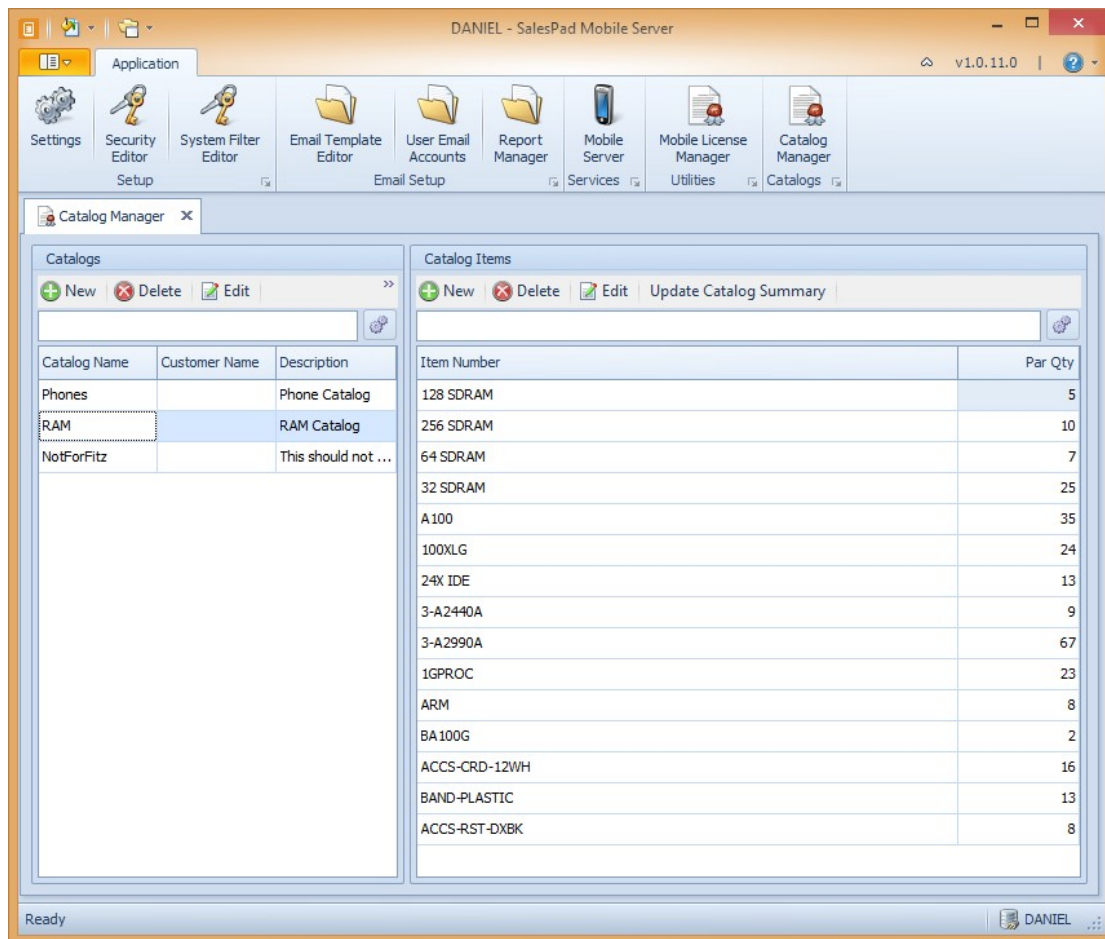 DANIEL - SalesPad Mobile Server
Application
v1.0.11.0 |
Settings
Security Editor
System Filter Editor
Email Template Editor
User Email Accounts
Report Manager
Mobile Server
Mobile License Manager
Catalog Manager
Setup
Email Setup
Services
Utilities
Catalogs
Catalog Manager
Catalogs
New Delete Edit
Catalog Name Customer Name Description
Phones Phone Catalog
RAM RAM Catalog
NotForFitz This should not ...
Catalog Items
New Delete Edit Update Catalog Summary
Item Number Par Qty
128 SDRAM 5
256 SDRAM 10
64 SDRAM 7
32 SDRAM 25
A100 35
100XLG 24
24X IDE 13
3-A2440A 9
3-A2990A 67
1GPROC 23
ARM 8
BA100G 2
ACCS-CRD-12WH 16
BAND-PLASTIC 13
ACCS-RST-DXBK 8
Ready
DANIEL